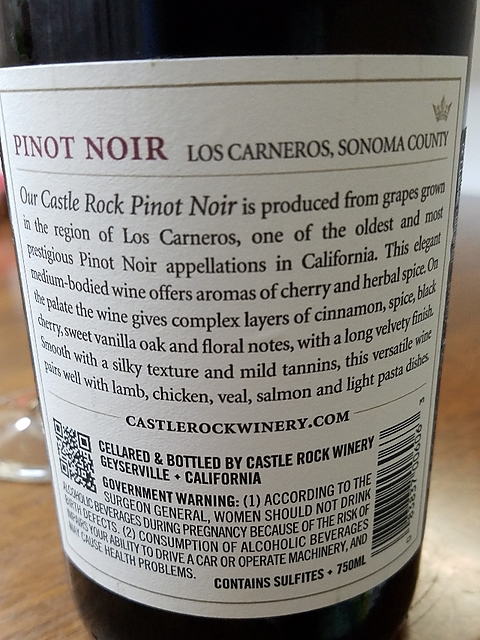 PINOT NOIR LOS CARNEROS, SONOMA COUNTY
Our Castle Rock Pinot Noir is produced from grapes grown
in the region of Los Carneros, one of the oldest and most
prestigious Pinot Noir appellations in California. This elegant
medium-bodied wine offers aromas of cherry and herbal spice. On
the palate the wine gives complex layers of cinnamon, spice, black
cherry, sweet vanilla oak and floral notes, with a long velvety finish.
Smooth with a silky texture and mild tannins, this versatile wine
pairs well with lamb, chicken, veal, salmon and light pasta dishes.
CASTLEROCKWINERY.COM
CELLARED & BOTTLED BY CASTLE ROCK WINERY
GEYSERVILLE • CALIFORNIA
GOVERNMENT WARNING: (1) ACCORDING TO THE
SURGEON GENERAL, WOMEN SHOULD NOT DRINK
ALCOHOLIC BEVERAGES DURING PREGNANCY BECAUSE OF THE RISK OF
BIRTH DEFECTS. (2) CONSUMPTION OF ALCOHOLIC BEVERAGES
IMPAIRS YOUR ABILITY TO DRIVE A CAR OR OPERATE MACHINERY, AND
MAY CAUSE HEALTH PROBLEMS.
CONTAINS SULFITES • 750ML